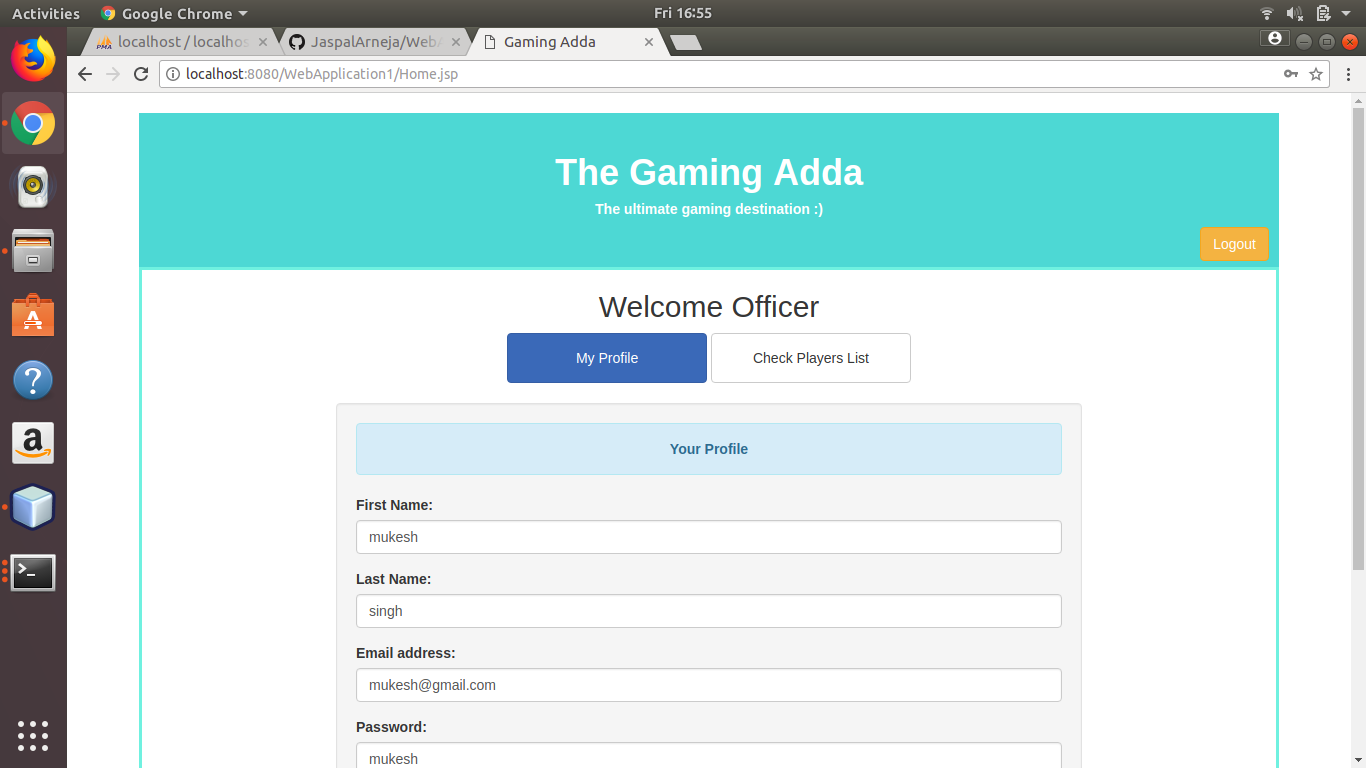 Activities Google Chrome Fri 16:55
localhost / localhos JaspalArneja/WebA Gaming Adda
localhost:8080/WebApplication1/Home.jsp
The Gaming Adda
The ultimate gaming destination :)
Logout
Welcome Officer
My Profile Check Players List
Your Profile
First Name:
mukesh
Last Name:
singh
Email address:
mukesh@gmail.com
Password:
mukesh